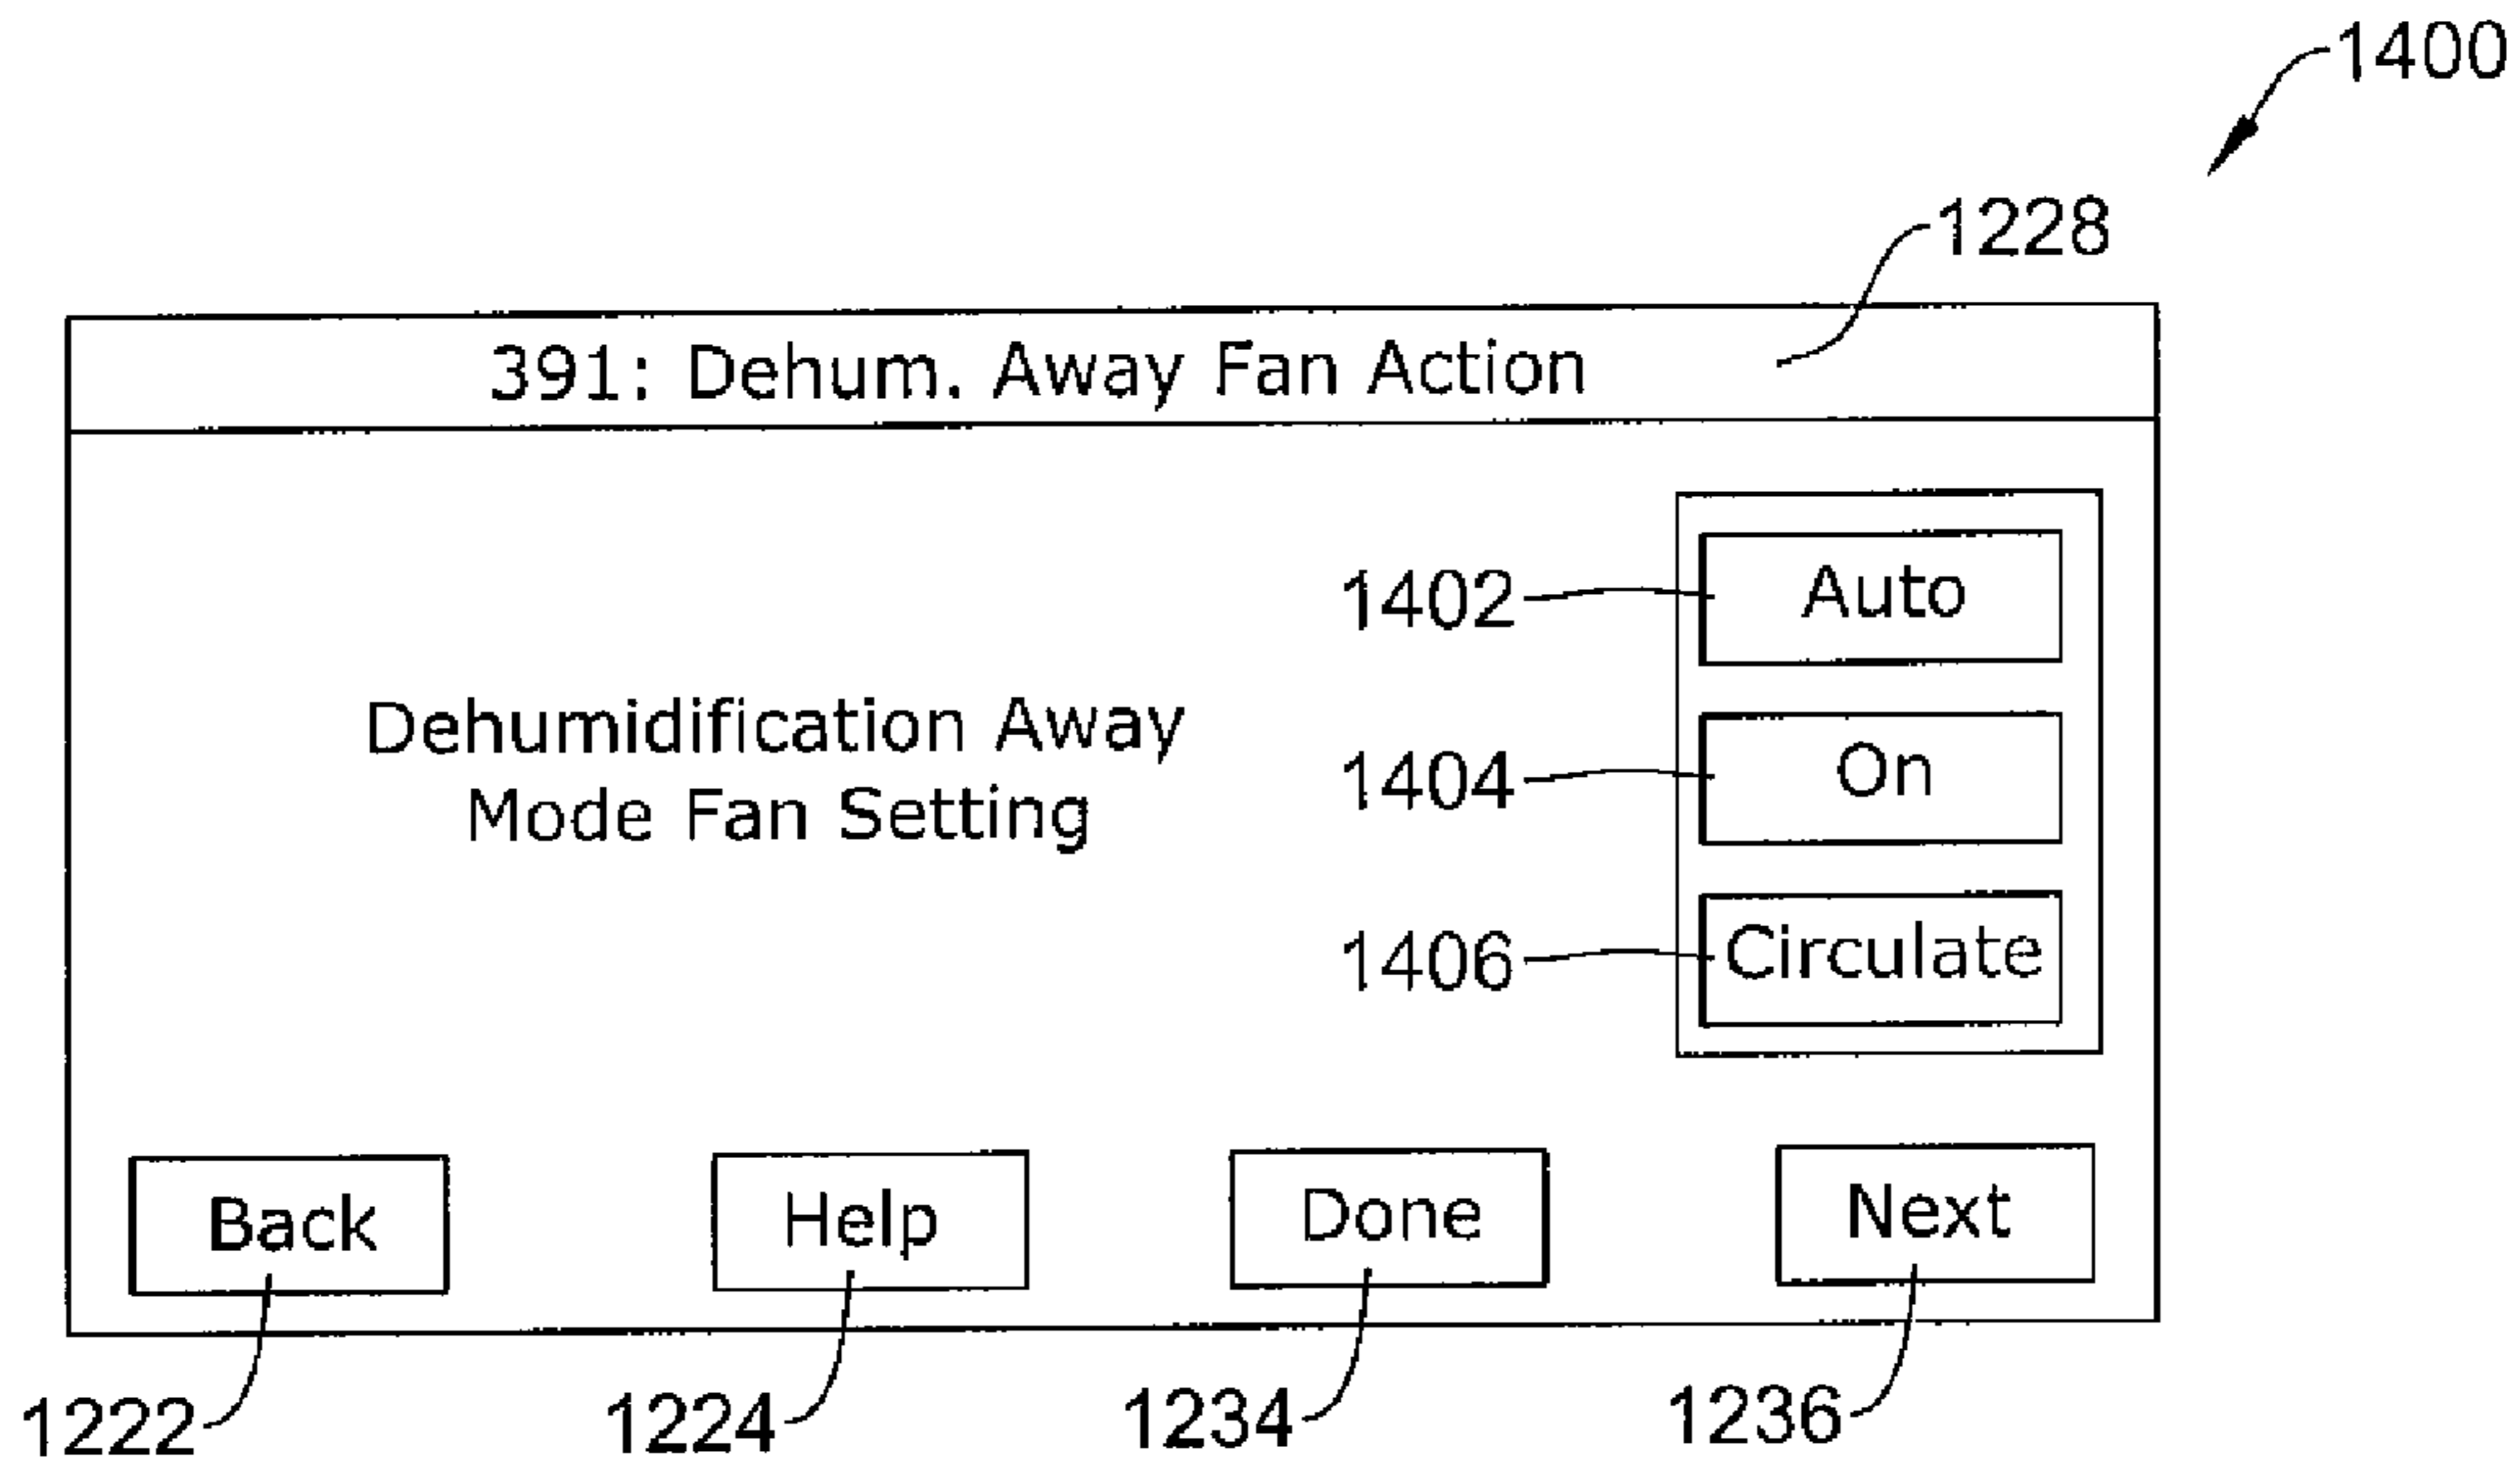 1400
1228
391: Dehum. Away Fan Action
1402
Auto
Dehumidification Away
Mode Fan Setting
1404
On
1406
Circulate
Back
Help
Done
Next
1222
1224
1234
1236